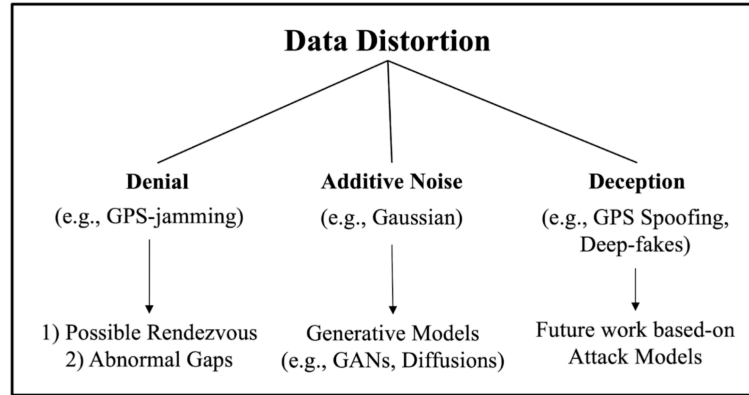 Data Distortion
Denial
(e.g., GPS-jamming)
Additive Noise
(e.g., Gaussian)
Deception
(e.g., GPS Spoofing,
Deep-fakes)
1) Possible Rendezvous
2) Abnormal Gaps
Generative Models
(e.g., GANs, Diffusions)
Future work based-on
Attack Models